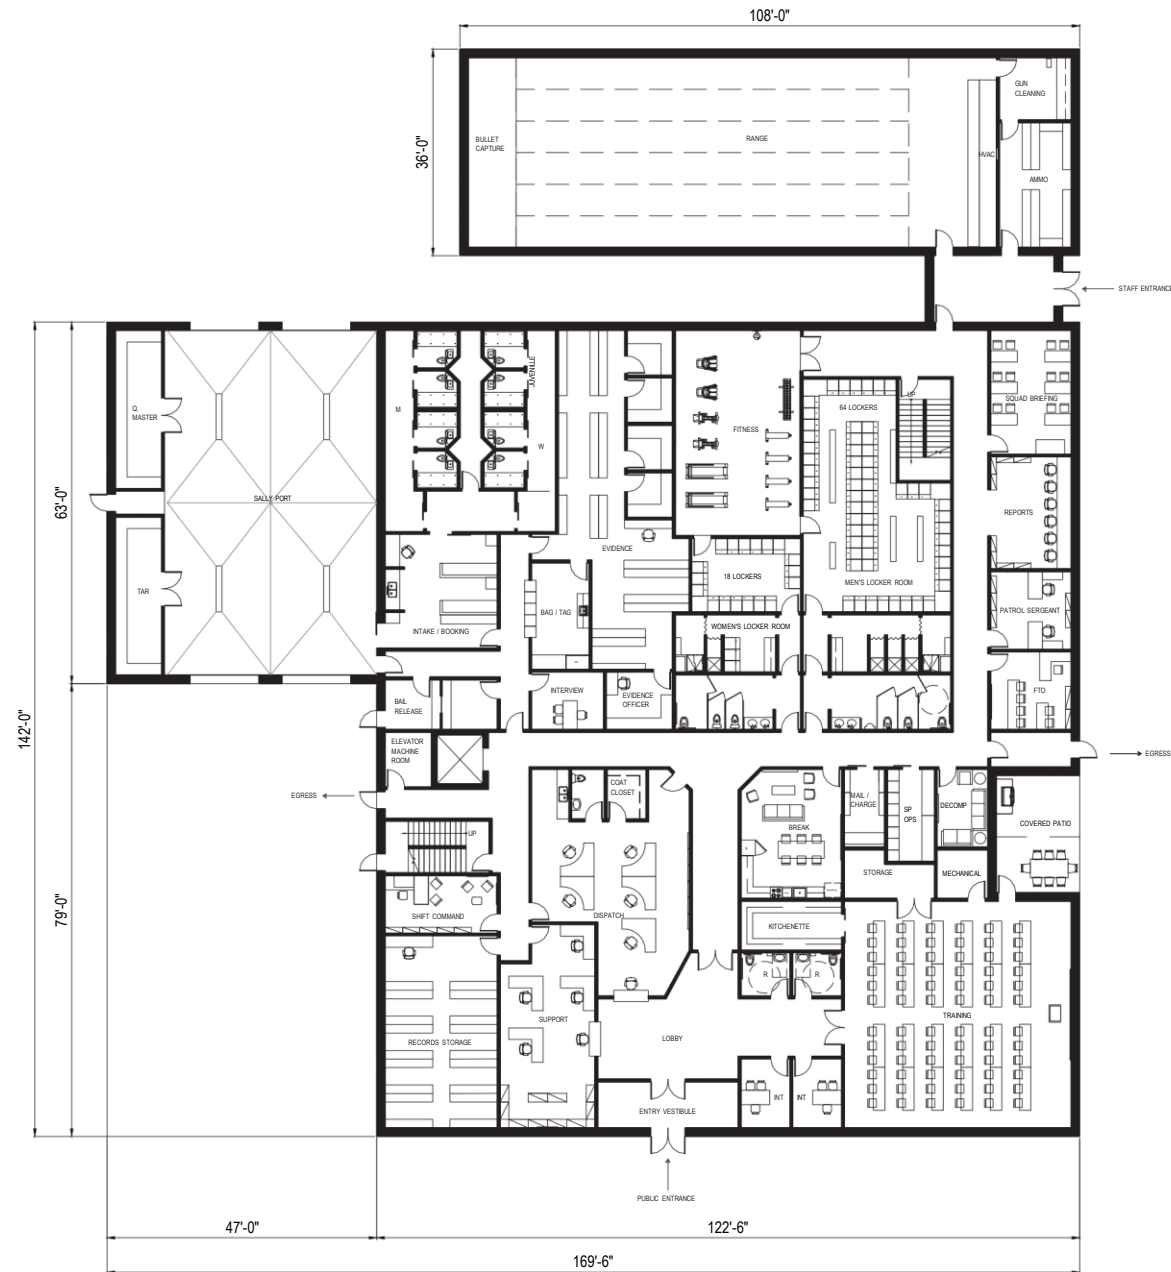 108'-0"
36'-0"
BULLET
CAPTURE
RANGE
HVAC
GUN
CLEANING
AMMO
STAFF ENTRANCE
142'-0"
63'-0"
79'-0"
Q
MASTER
SALLY PORT
TAR
M
JUVENILE
W
FITNESS
64 LOCKERS
UP
SQUAD BRIEFING
REPORTS
EVIDENCE
18 LOCKERS
MEN'S LOCKER ROOM
BAG / TAG
PATROL SERGEANT
INTAKE / BOOKING
WOMEN'S LOCKER ROOM
BAIL
RELEASE
INTERVIEW
EVIDENCE
OFFICER
FTO
ELEVATOR
MACHINE
ROOM
EGRESS
EGRESS
COAT
CLOSET
MAIL /
CHARGE
SP
OPS
DECOMP
COVERED PATIO
BREAK
UP
STORAGE
MECHANICAL
SHIFT COMMAND
DISPATCH
KITCHENETTE
R
R
SUPPORT
TRAINING
RECORDS STORAGE
LOBBY
INT
INT
ENTRY VESTIBULE
PUBLIC ENTRANCE
47'-0"
122'-6"
169'-6"